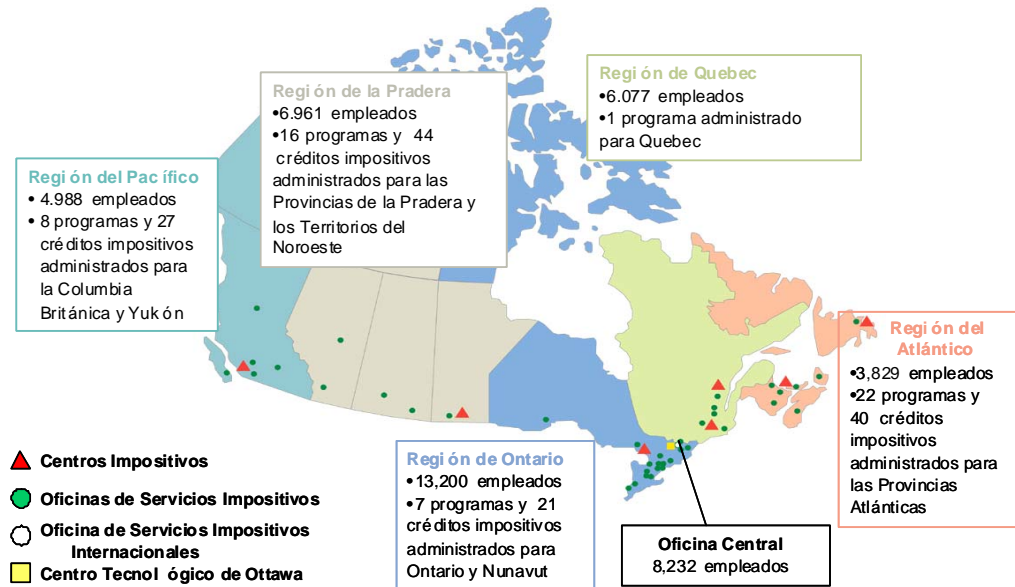 Región de la Pradera
•6.961 empleados
•16 programas y 44
créditos impositivos
administrados para las
Provincias de la Pradera y
los Territorios del
Noroeste
Región de Quebec
•6.077 empleados
•1 programa administrado
para Quebec
Región del Pacífico
• 4.988 empleados
• 8 programas y 27
créditos impositivos
administrados para
la Columbia
Británica y Yukón
Región del
Atlántico
•3,829 empleados
•22 programas y
40 créditos
impositivos
administrados para
las Provincias
Atlánticas
Región de Ontario
• 13,200 empleados
•7 programas y 21
créditos impositivos
administrados para
Ontario y Nunavut
Oficina Central
8,232 empleados
Centros Impositivos
Oficinas de Servicios Impositivos
Oficina de Servicios Impositivos
Internacionales
Centro Tecnológico de Ottawa